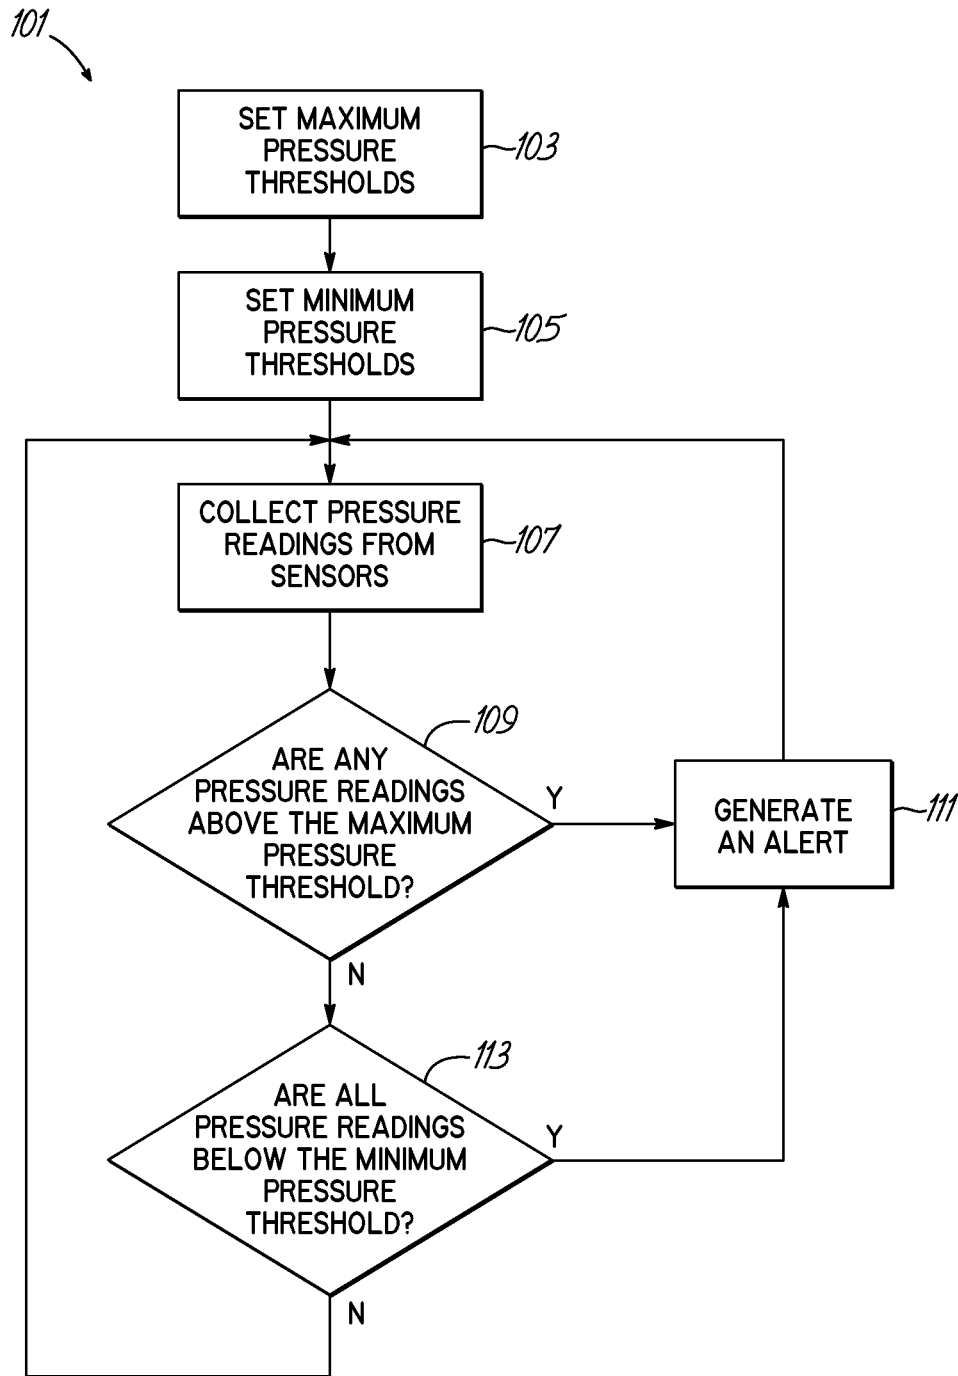 101
SET MAXIMUM
PRESSURE
THRESHOLDS
103
SET MINIMUM
PRESSURE
THRESHOLDS
105
COLLECT PRESSURE
READINGS FROM
SENSORS
107
109
ARE ANY
PRESSURE READINGS
ABOVE THE MAXIMUM
PRESSURE
THRESHOLD?
Y
N
GENERATE
AN ALERT
111
113
ARE ALL
PRESSURE READINGS
BELOW THE MINIMUM
PRESSURE
THRESHOLD?
Y
N